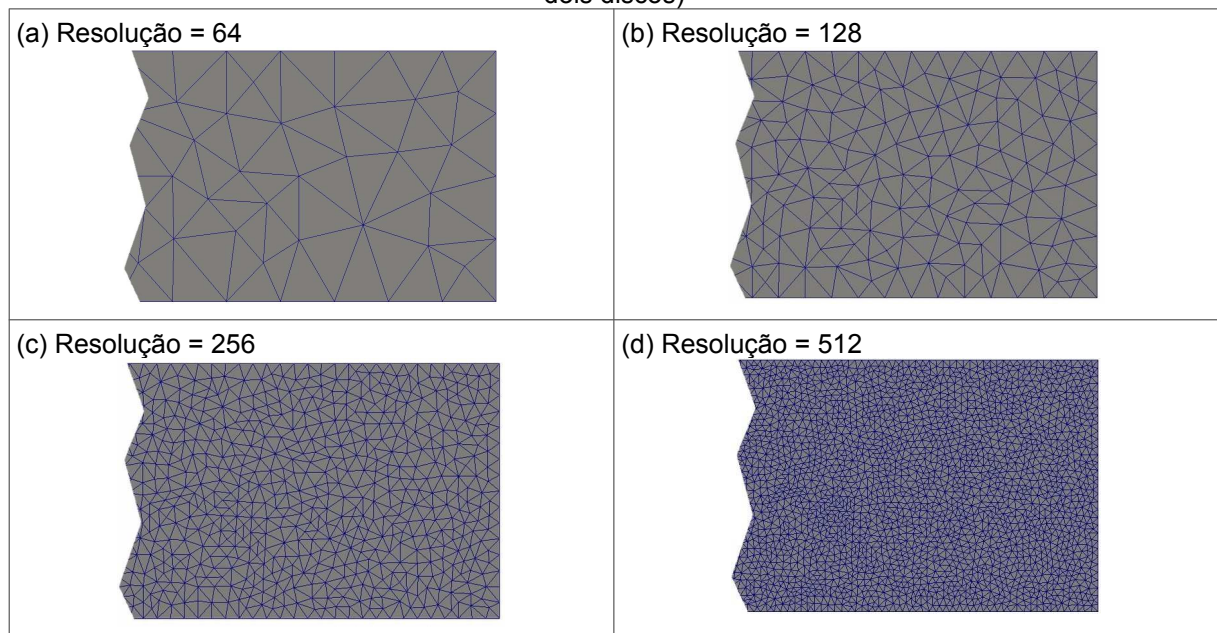 dois discos)
(a) Resolução = 64
(b) Resolução = 128
(c) Resolução = 256
(d) Resolução = 512